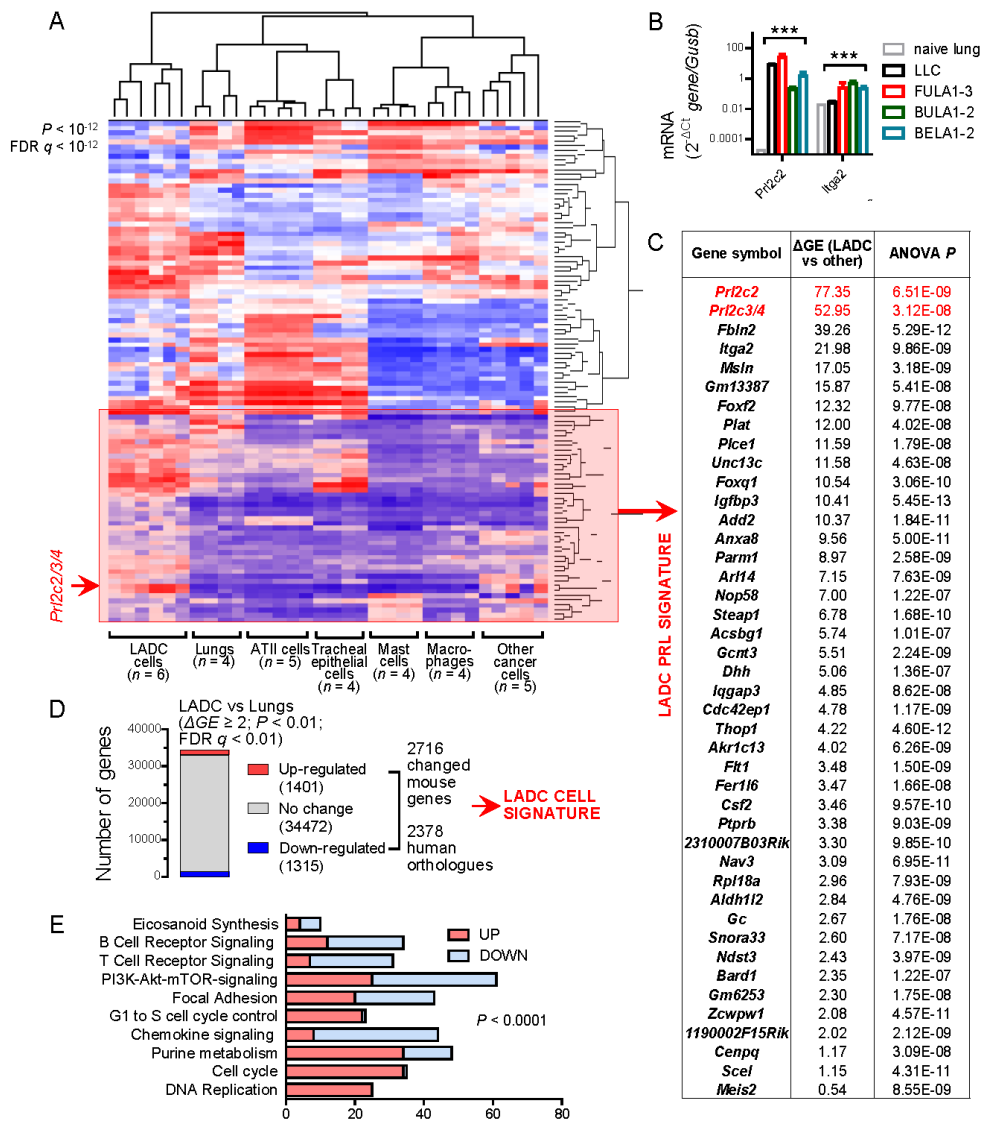 A
P < 10-12
FDR q < 10-12
Prl2c2/3/4
LADC
cells
(n = 6)
Lungs
(n = 4)
ATII cells
(n = 5)
Tracheal
epithelial
cells (n = 4)
Mast
cells
(n = 4)
Macro-
phages
(n = 4)
Other
cancer
cells
(n = 5)
LADC PRL SIGNATURE
B
mRNA
(2^-ΔCt gene/Gusb)
100
1
0.01
0.0001
***
***
Prl2c2
Itga2
naive lung
LLC
FULA1-3
BULA1-2
BELA1-2
C
Gene symbol ΔGE (LADC vs other) ANOVA P
Prl2c2 77.35 6.51E-09
Prl2c3/4 52.95 3.12E-08
Fbln2 39.26 5.29E-12
Itga2 21.98 9.86E-09
Msln 17.05 3.18E-09
Gm13387 15.87 5.41E-08
Foxf2 12.32 9.77E-08
Plat 12.00 4.02E-08
Plce1 11.59 1.79E-08
Unc13c 11.58 4.63E-08
Foxq1 10.54 3.06E-10
Igfbp3 10.41 5.45E-13
Add2 10.37 1.84E-11
Anxa8 9.56 5.00E-11
Parm1 8.97 2.58E-09
Arl14 7.15 7.63E-09
Nop58 7.00 1.22E-07
Steap1 6.78 1.68E-10
Acsbg1 5.74 1.01E-07
Gcnt3 5.51 2.24E-09
Dhh 5.06 1.36E-07
Iqgap3 4.85 8.62E-08
Cdc42ep1 4.78 1.17E-09
Thop1 4.22 4.60E-12
Akr1c13 4.02 6.26E-09
Flt1 3.48 1.50E-09
Fer1l6 3.47 1.66E-08
Csf2 3.46 9.57E-10
Ptprb 3.38 9.03E-09
2310007B03Rik 3.30 9.85E-10
Nav3 3.09 6.95E-11
Rpl18a 2.96 7.93E-09
Aldh1l2 2.84 4.76E-09
Gc 2.67 1.76E-08
Snora33 2.60 7.17E-08
Ndst3 2.43 3.97E-09
Bard1 2.35 1.22E-07
Gm6253 2.30 1.75E-08
Zcwpw1 2.08 4.57E-11
1190002F15Rik 2.02 2.12E-09
Cenpq 1.17 3.09E-08
Scel 1.15 4.31E-11
Meis2 0.54 8.55E-09
D
LADC vs Lungs
(ΔGE ≥ 2; P < 0.01;
FDR q < 0.01)
Number of genes
40000
30000
20000
10000
0
Up-regulated
(1401)
No change
(34472)
Down-regulated
(1315)
2716
changed
mouse
genes
2378
human
orthologues
LADC CELL
SIGNATURE
E
Eicosanoid Synthesis
B Cell Receptor Signaling
T Cell Receptor Signaling
PI3K-Akt-mTOR-signaling
Focal Adhesion
G1 to S cell cycle control
Chemokine signaling
Purine metabolism
Cell cycle
DNA Replication
UP
DOWN
P < 0.0001
0 20 40 60 80